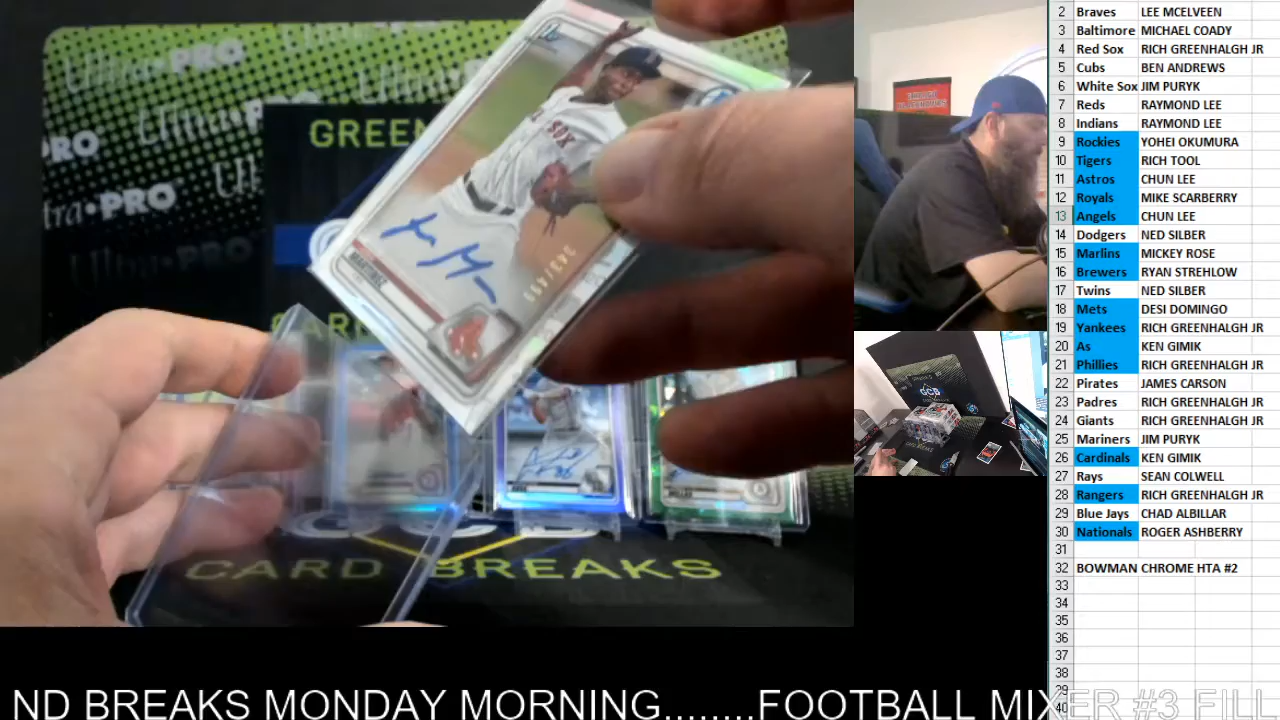 Ultra•PRO
Ultra•PRO
Ultra•PRO
PRO
GREEN
CARD BREAKS
SOX
MARTINEZ
GCB
2 Braves LEE MCELVEEN
3 Baltimore MICHAEL COADY
4 Red Sox RICH GREENHALGH JR
5 Cubs BEN ANDREWS
6 White Sox JIM PURYK
7 Reds RAYMOND LEE
8 Indians RAYMOND LEE
9 Rockies YOHEI OKUMURA
10 Tigers RICH TOOL
11 Astros CHUN LEE
12 Royals MIKE SCARBERRY
13 Angels CHUN LEE
14 Dodgers NED SILBER
15 Marlins MICKEY ROSE
16 Brewers RYAN STREHLOW
17 Twins NED SILBER
18 Mets DESI DOMINGO
19 Yankees RICH GREENHALGH JR
20 As KEN GIMIK
21 Phillies RICH GREENHALGH JR
22 Pirates JAMES CARSON
23 Padres RICH GREENHALGH JR
24 Giants RICH GREENHALGH JR
25 Mariners JIM PURYK
26 Cardinals KEN GIMIK
27 Rays SEAN COLWELL
28 Rangers RICH GREENHALGH JR
29 Blue Jays CHAD ALBILLAR
30 Nationals ROGER ASHBERRY
31
32 BOWMAN CHROME HTA #2
33
34
35
36
37
38
39
40
ND BREAKS MONDAY MORNING........FOOTBALL MIXER #3 FILL